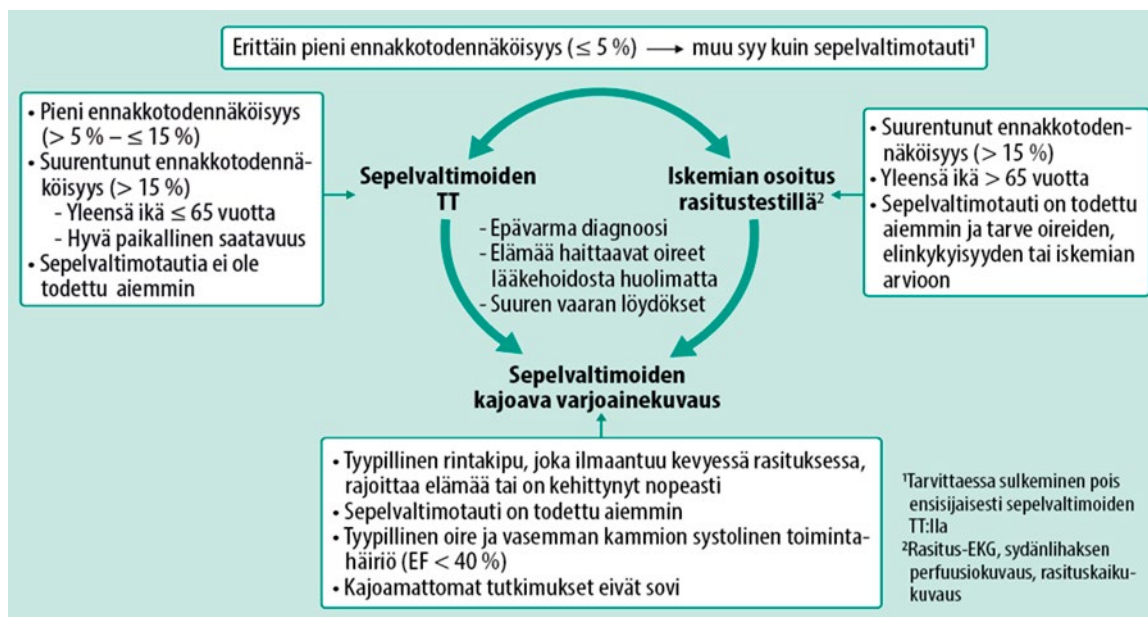 Erittäin pieni ennakkotodennäköisyys (≤ 5 %) → muu syy kuin sepelvaltimotauti¹
• Pieni ennakkotodennäköisyys
(> 5 % – ≤ 15 %)
• Suurentunut ennakkotodennä-
köisyys (> 15 %)
- Yleensä ikä ≤ 65 vuotta
- Hyvä paikallinen saatavuus
• Sepelvaltimotautia ei ole
todettu aiemmin
Sepelvaltimoiden
TT
Iskemian osoitus
rasitustestillä²
• Suurentunut ennakkotoden-
näköisyys (> 15 %)
• Yleensä ikä > 65 vuotta
• Sepelvaltimotauti on todettu
aiemmin ja tarve oireiden,
elinkykyisyyden tai iskemian
arvioon
- Epävarma diagnoosi
- Elämää haittaavat oireet
lääkehoidosta huolimatta
- Suuren vaaran löydökset
Sepelvaltimoiden
kajoava varjoainekuvaus
• Tyypillinen rintakipu, joka ilmaantuu kevyessä rasituksessa,
rajoittaa elämää tai on kehittynyt nopeasti
• Sepelvaltimotauti on todettu aiemmin
• Tyypillinen oire ja vasemman kammion systolinen toiminta-
häiriö (EF < 40 %)
• Kajoamattomat tutkimukset eivät sovi
¹Tarvittaessa sulkeminen pois
ensisijaisesti sepelvaltimoiden
TT:lla
²Rasitus-EKG, sydänlihaksen
perfuusiokuvaus, rasituskaiku-
kuvaus